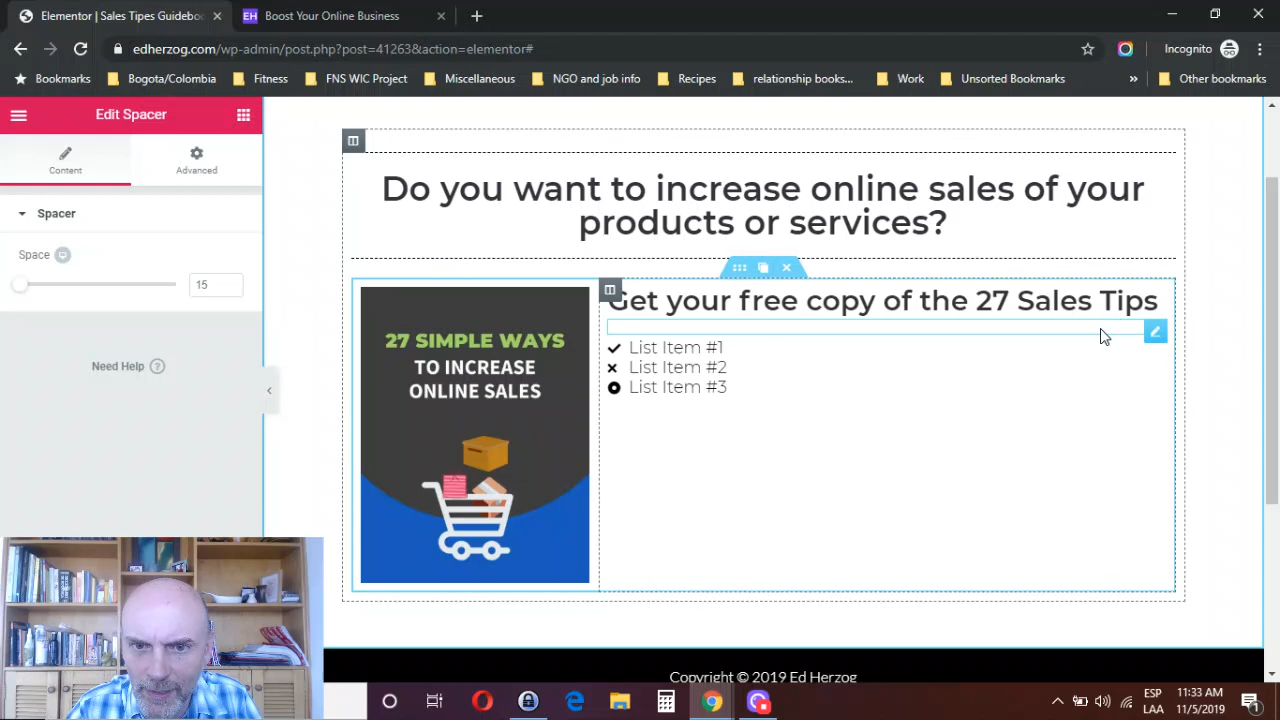 Elementor | Sales Tips Guideboo
Boost Your Online Business
edherzog.com/wp-admin/post.php?post=41263&action=elementor#
Incognito
Bookmarks
Bogota/Colombia
Fitness
FNS WIC Project
Miscellaneous
NGO and job info
Recipes
relationship books...
Work
Unsorted Bookmarks
Other bookmarks
Edit Spacer
Content
Advanced
Spacer
Space
15
Need Help
Do you want to increase online sales of your
products or services?
27 SIMPLE WAYS
TO INCREASE
ONLINE SALES
Get your free copy of the 27 Sales Tips
List Item #1
List Item #2
List Item #3
Copyright © 2019 Ed Herzog
ESP
LAA
11:33 AM
11/5/2019